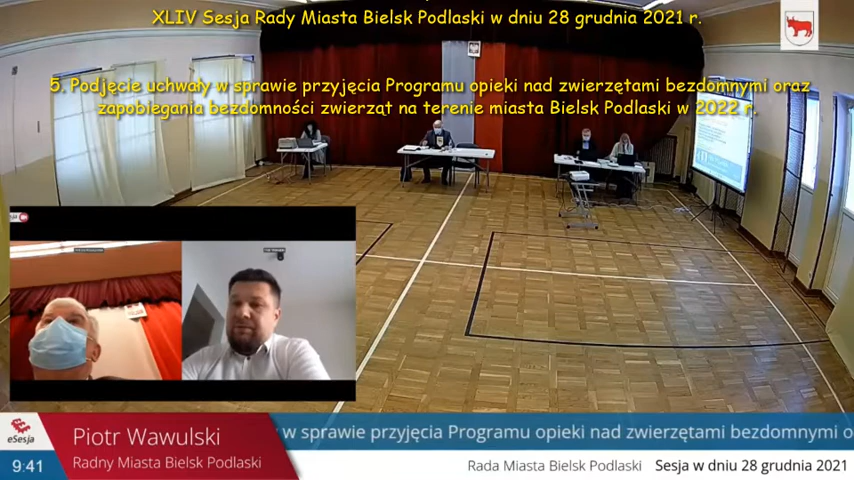 XLIV Sesja Rady Miasta Bielsk Podlaski w dniu 28 grudnia 2021 r.
5. Podjęcie uchwały w sprawie przyjęcia Programu opieki nad zwierzętami bezdomnymi oraz
zapobiegania bezdomności zwierząt na terenie miasta Bielsk Podlaski w 2022 r.
eSesja
Piotr Wawulski
Radny Miasta Bielsk Podlaski
w sprawie przyjęcia Programu opieki nad zwierzętami bezdomnymi o
9:41
Rada Miasta Bielsk Podlaski
Sesja w dniu 28 grudnia 2021